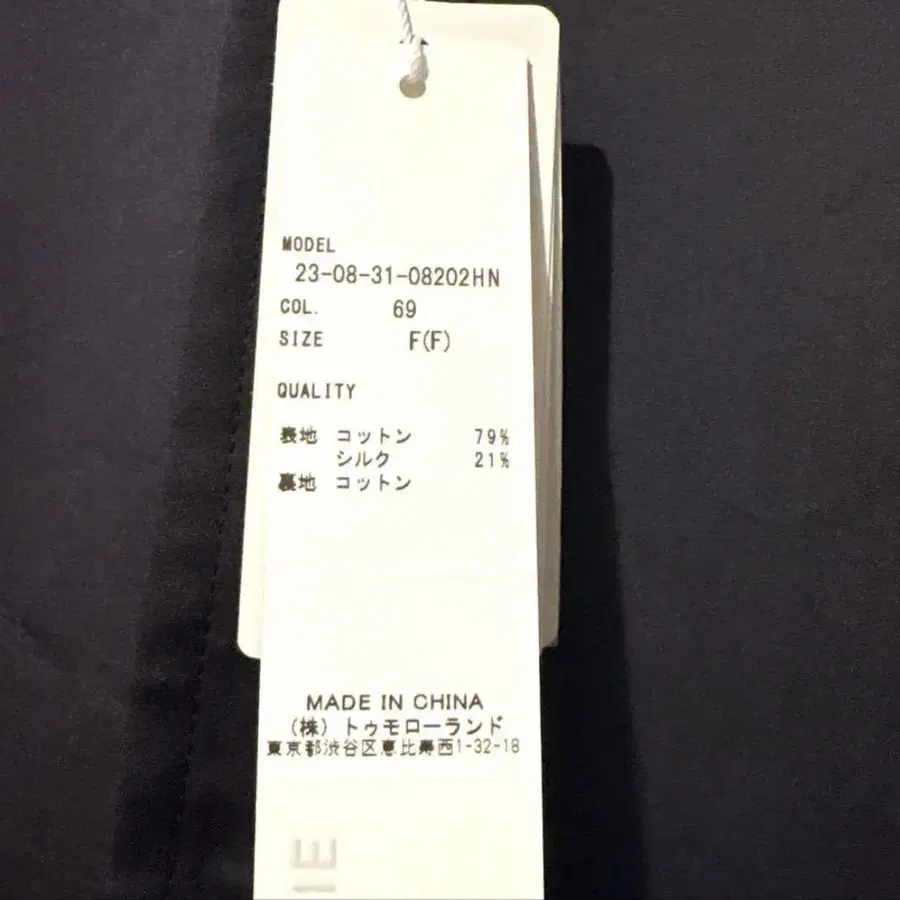 MODEL
23-08-31-08202HN
COL. 69
SIZE F(F)
QUALITY
表地 コットン 79%
シルク 21%
裏地 コットン
MADE IN CHINA
(株)トゥモローランド
東京都渋谷区恵比寿西1-32-18